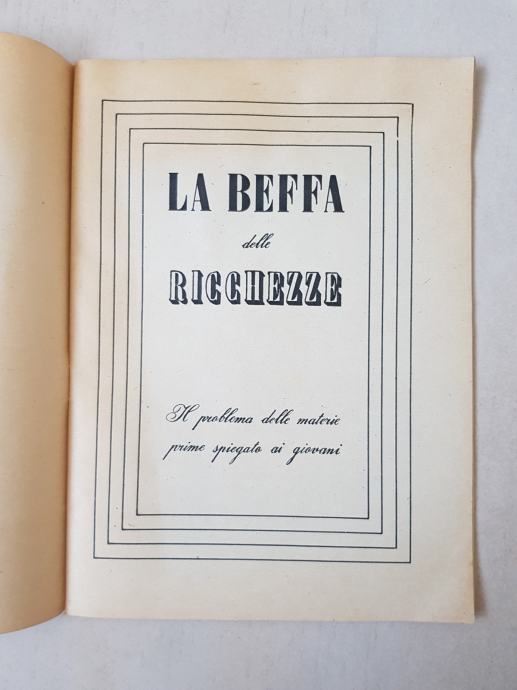 LA BEFFA
delle
RICCHEZZE
Il problema delle materie
prime spiegato ai giovani